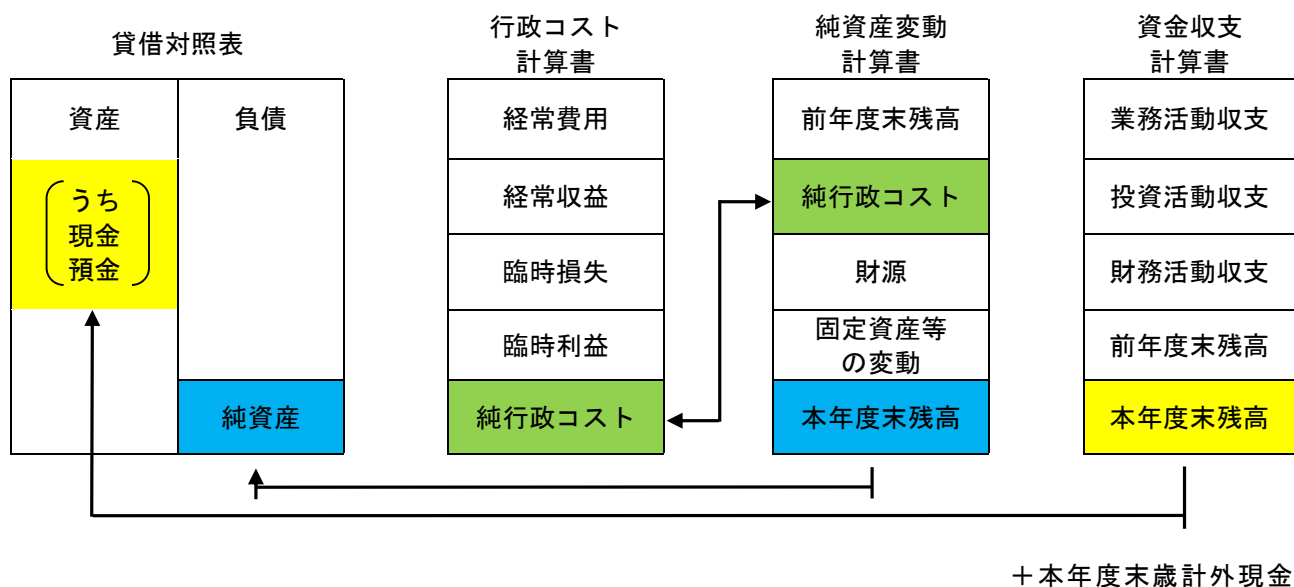 貸借対照表
資産
負債
うち
現金
預金
純資産
行政コスト
計算書
経常費用
経常収益
臨時損失
臨時利益
純行政コスト
純資産変動
計算書
前年度末残高
純行政コスト
財源
固定資産等
の変動
本年度末残高
資金収支
計算書
業務活動収支
投資活動収支
財務活動収支
前年度末残高
本年度末残高
＋本年度末歳計外現金